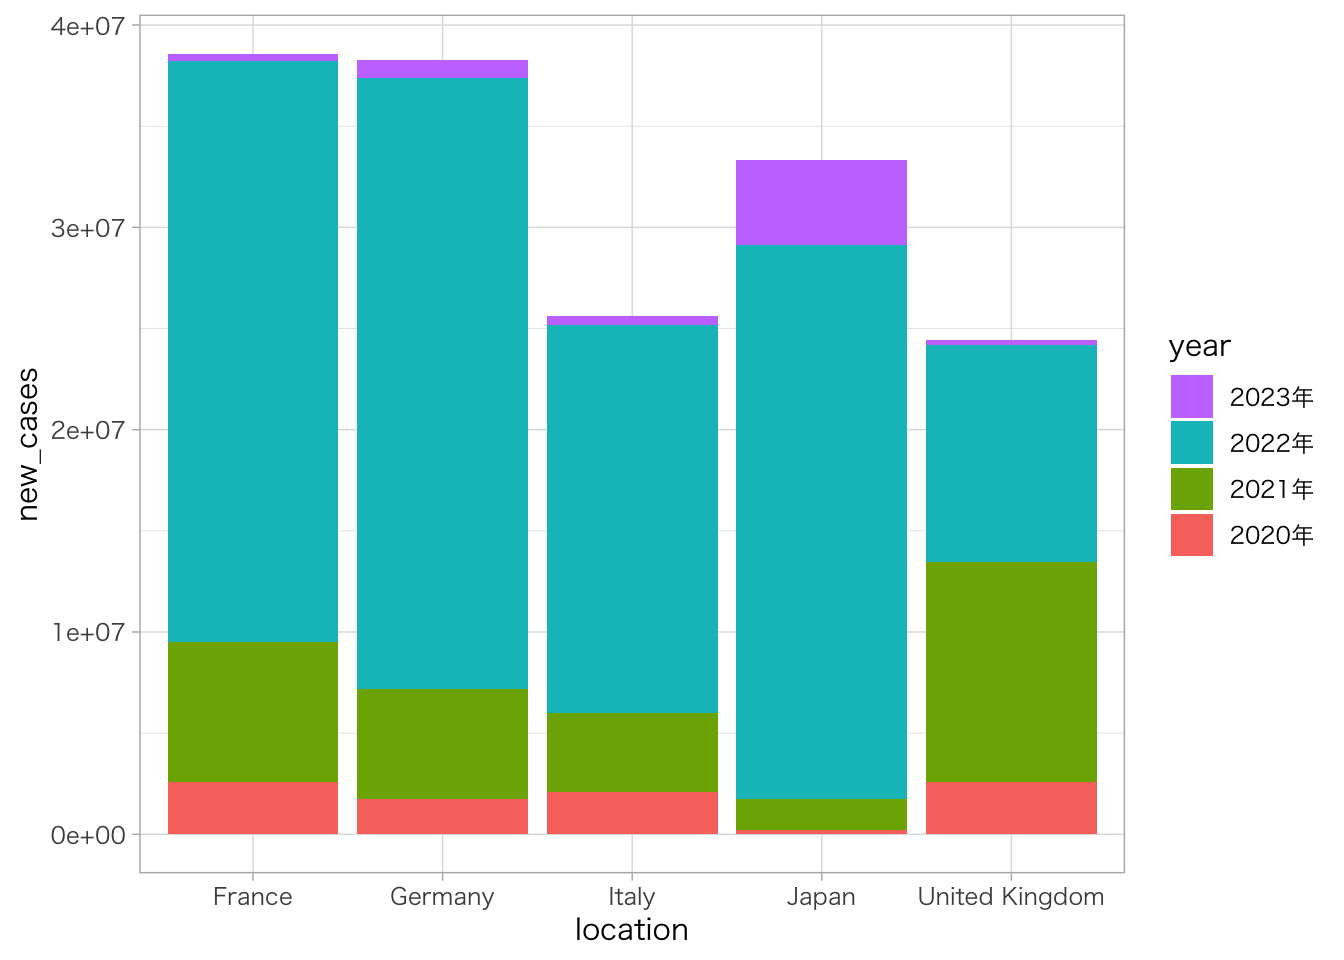 4e+07
3e+07
2e+07
1e+07
0e+00
new_cases
France
Germany
Italy
Japan
United Kingdom
location
year
2023年
2022年
2021年
2020年